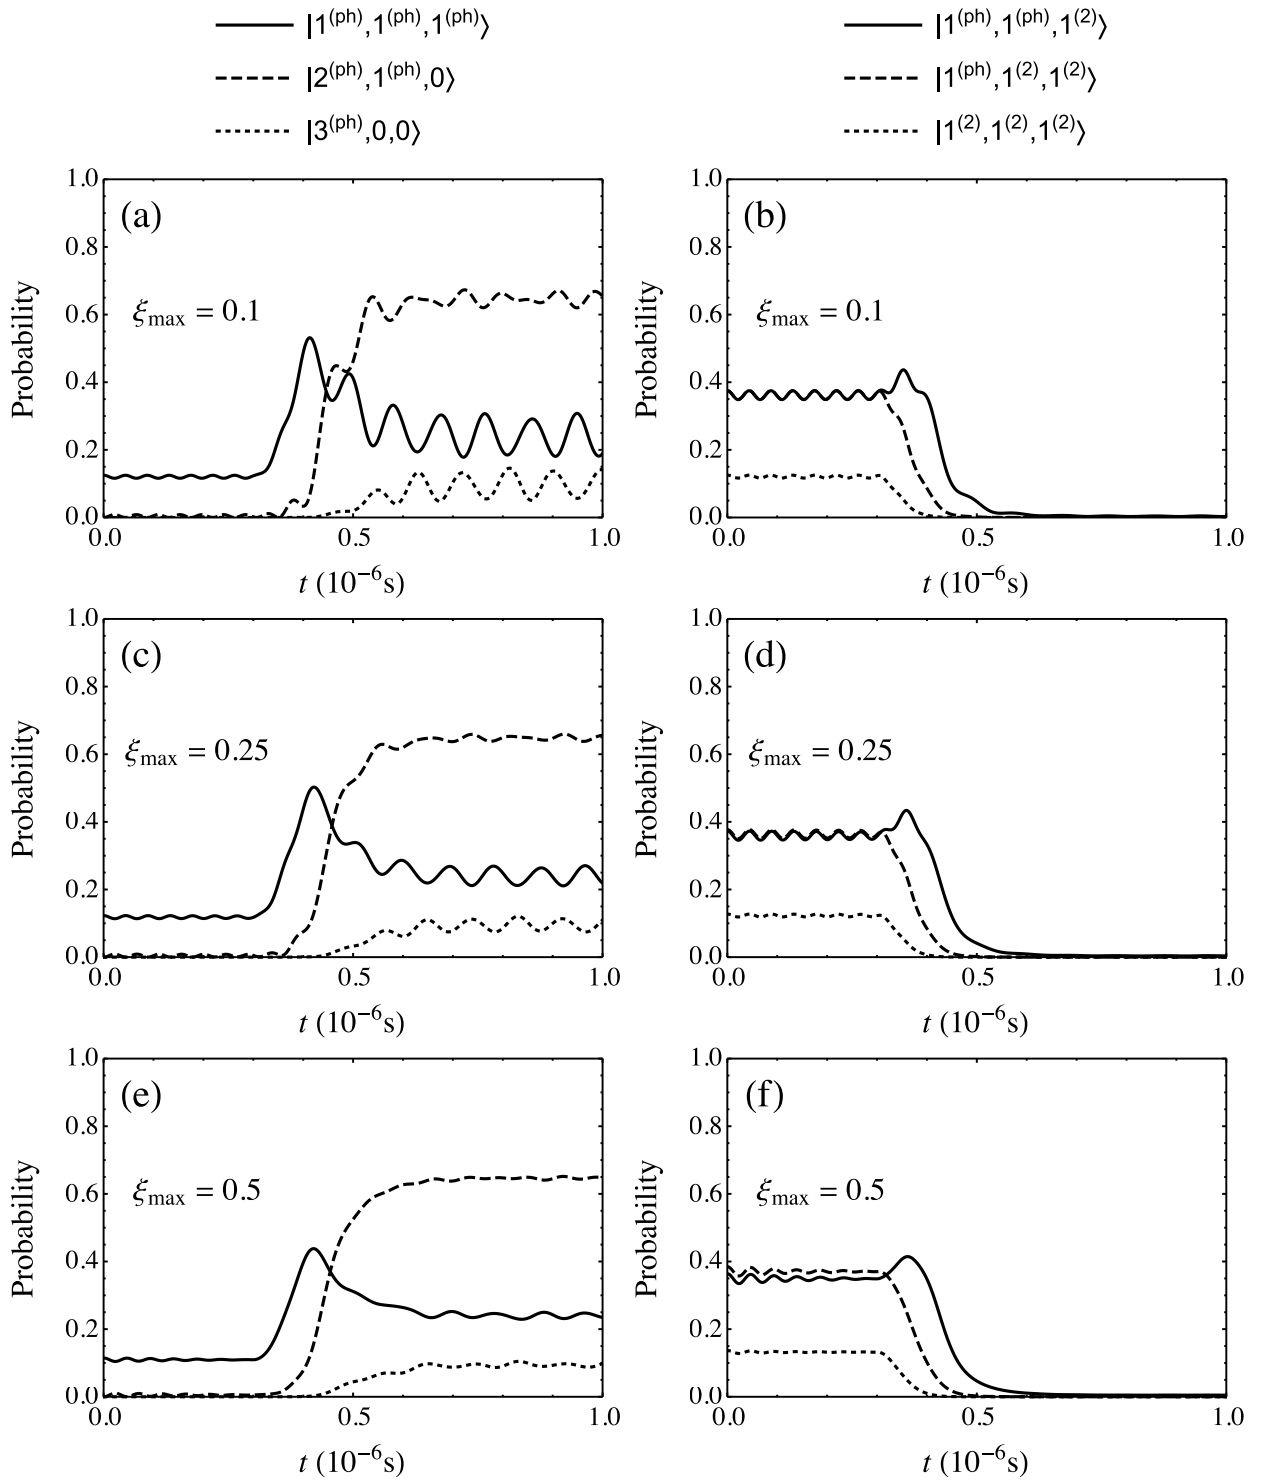 |1^(ph),1^(ph),1^(ph)⟩
|2^(ph),1^(ph),0⟩
|3^(ph),0,0⟩
|1^(ph),1^(ph),1^(2)⟩
|1^(ph),1^(2),1^(2)⟩
|1^(2),1^(2),1^(2)⟩
(a)
ξmax = 0.1
Probability
1.0
0.8
0.6
0.4
0.2
0.0
0.0 0.5 1.0
t (10⁻⁶s)
(b)
ξmax = 0.1
Probability
1.0
0.8
0.6
0.4
0.2
0.0
0.0 0.5 1.0
t (10⁻⁶s)
(c)
ξmax = 0.25
Probability
1.0
0.8
0.6
0.4
0.2
0.0
0.0 0.5 1.0
t (10⁻⁶s)
(d)
ξmax = 0.25
Probability
1.0
0.8
0.6
0.4
0.2
0.0
0.0 0.5 1.0
t (10⁻⁶s)
(e)
ξmax = 0.5
Probability
1.0
0.8
0.6
0.4
0.2
0.0
0.0 0.5 1.0
t (10⁻⁶s)
(f)
ξmax = 0.5
Probability
1.0
0.8
0.6
0.4
0.2
0.0
0.0 0.5 1.0
t (10⁻⁶s)